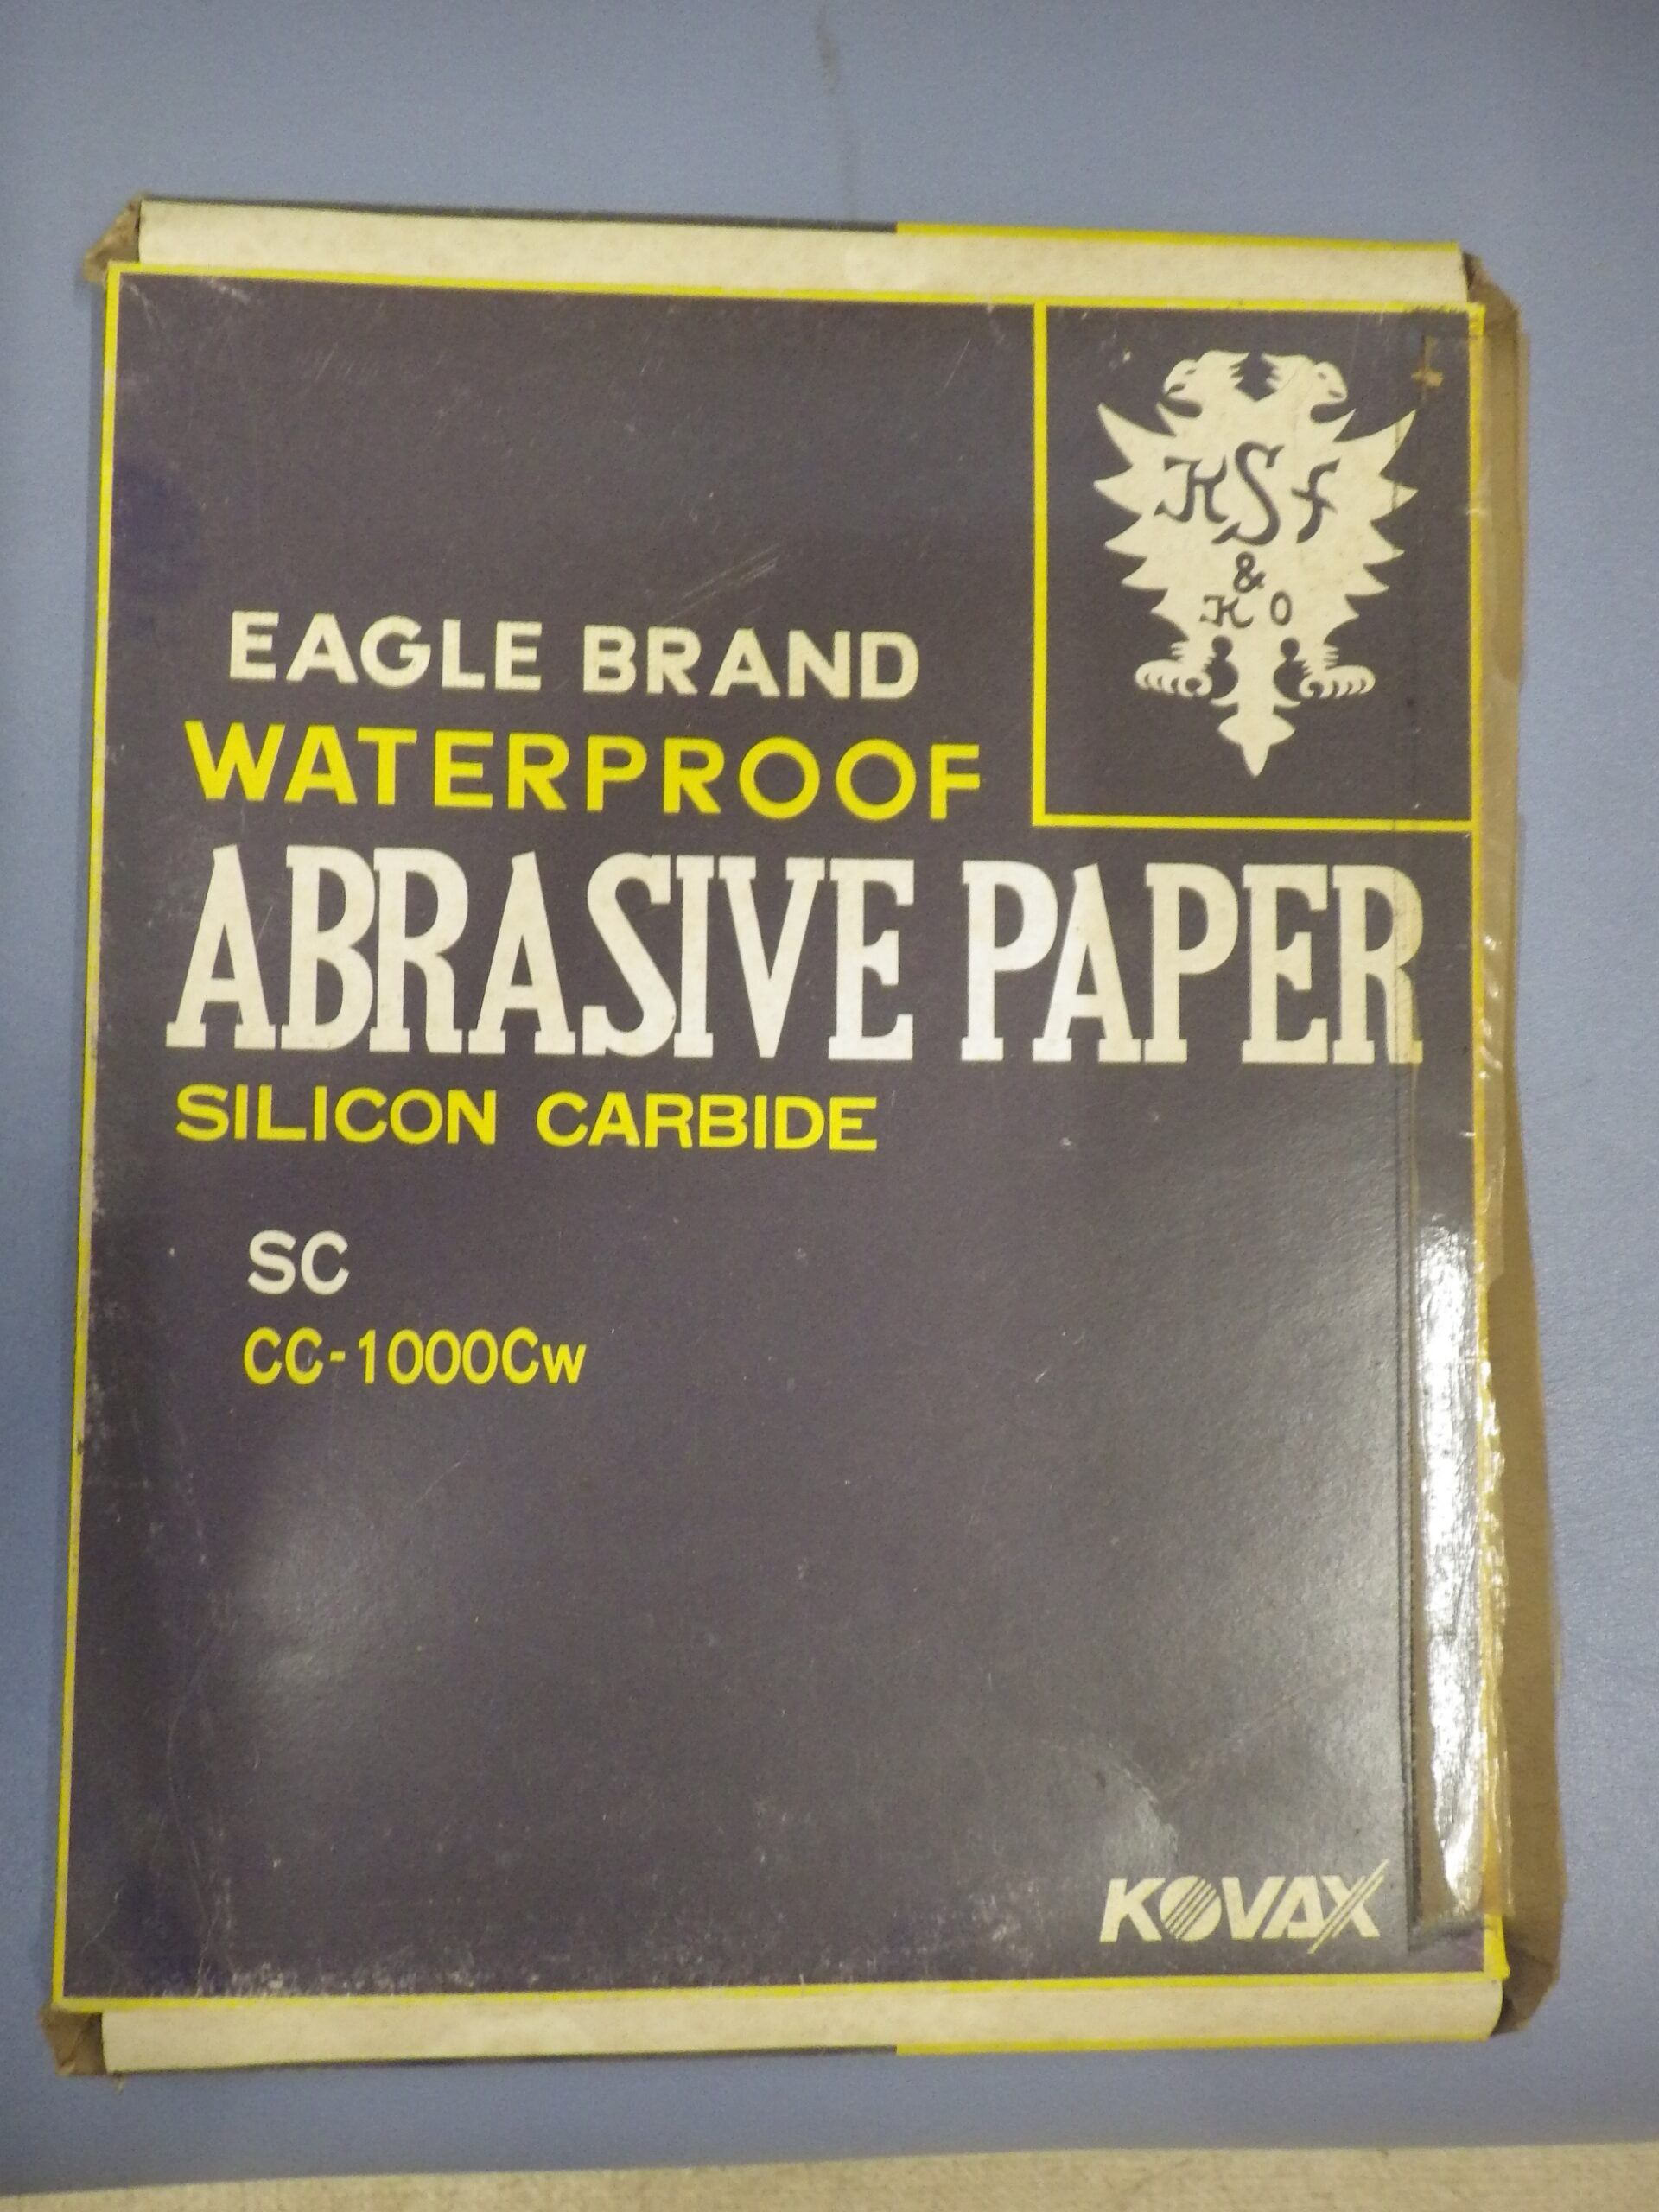 KSf
&
KO
EAGLE BRAND
WATERPROOF
ABRASIVE PAPER
SILICON CARBIDE
SC
CC-1000Cw
KOVAX